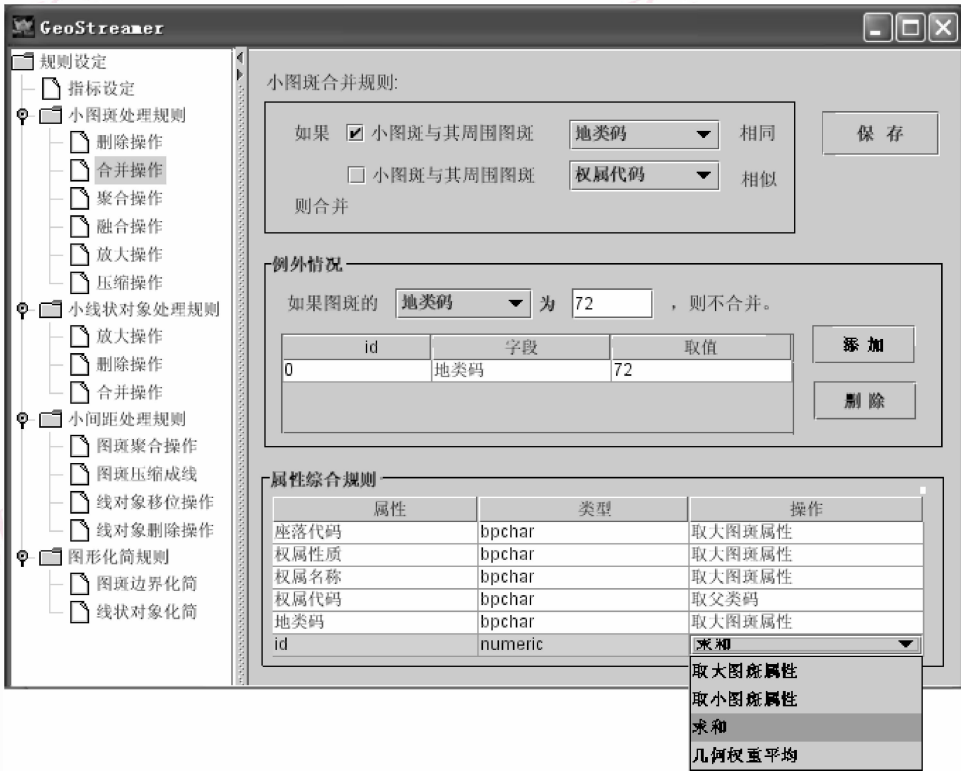 GeoStreamer
规则设定
指标设定
小图斑处理规则
删除操作
合并操作
聚合操作
融合操作
放大操作
压缩操作
小线状对象处理规则
放大操作
删除操作
合并操作
小间距处理规则
图斑聚合操作
图斑压缩成线
线对象移位操作
线对象删除操作
图形化简规则
图斑边界化简
线状对象化简
小图斑合并规则:
如果 小图斑与其周围图斑 地类码 相同
小图斑与其周围图斑 权属代码 相似
则合并
保存
例外情况
如果图斑的 地类码 为 72 ，则不合并。
id 字段 取值
0 地类码 72
添加
删除
属性综合规则
属性 类型 操作
座落代码 bpchar 取大图斑属性
权属性质 bpchar 取大图斑属性
权属名称 bpchar 取大图斑属性
权属代码 bpchar 取父类码
地类码 bpchar 取大图斑属性
id numeric 求和
取大图斑属性
取小图斑属性
求和
几何权重平均